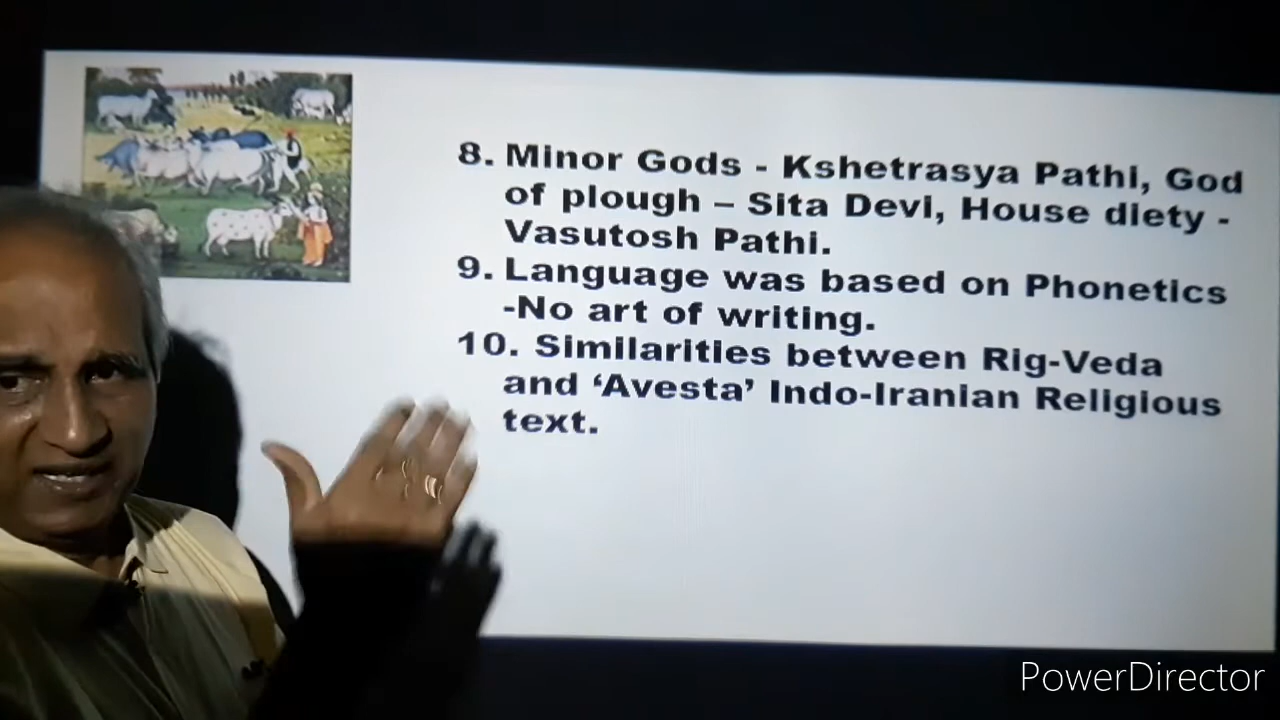 8. Minor Gods - Kshetrasya Pathi, God
of plough – Sita Devi, House diety -
Vasutosh Pathi.
9. Language was based on Phonetics
-No art of writing.
10. Similarities between Rig-Veda
and ‘Avesta’ Indo-Iranian Religious
text.
PowerDirector